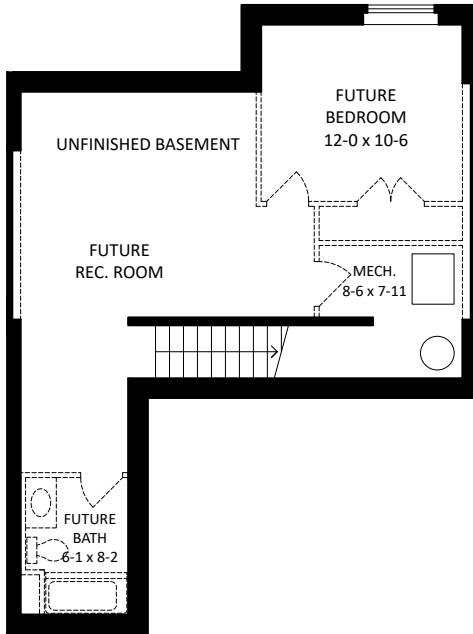 FUTURE
BEDROOM
12-0 x 10-6
UNFINISHED BASEMENT
FUTURE
REC. ROOM
MECH.
8-6 x 7-11
FUTURE
BATH
6-1 x 8-2